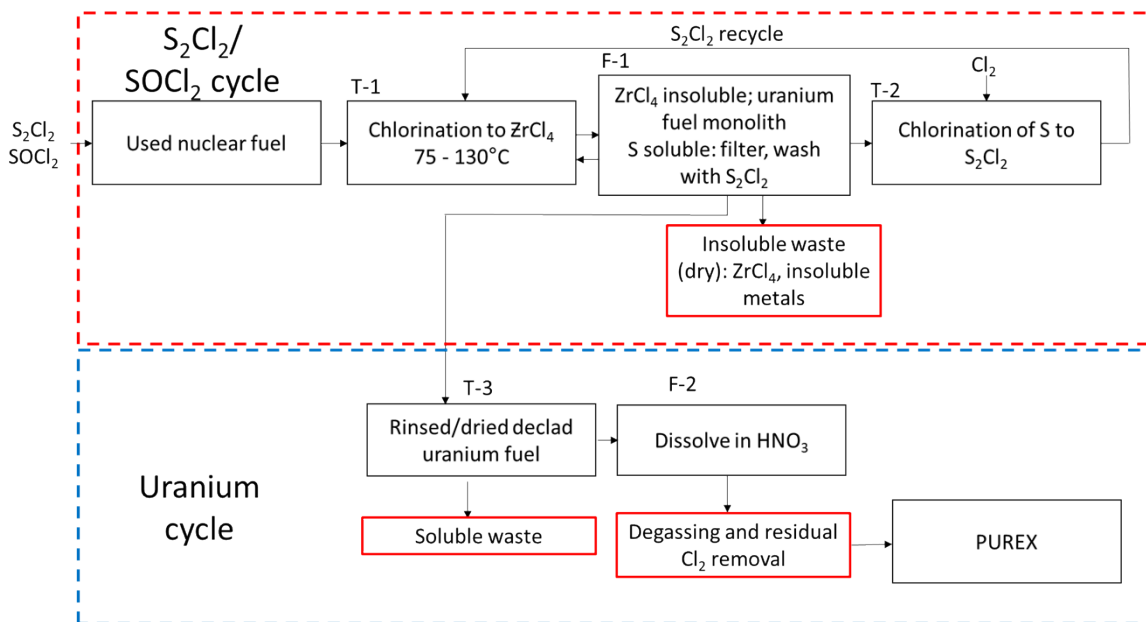 S₂Cl₂/
SOCl₂ cycle
S₂Cl₂ recycle
S₂Cl₂
SOCl₂
Used nuclear fuel
T-1
Chlorination to ZrCl₄
75 - 130°C
F-1
ZrCl₄ insoluble; uranium
fuel monolith
S soluble: filter, wash
with S₂Cl₂
Cl₂
T-2
Chlorination of S to
S₂Cl₂
Insoluble waste
(dry): ZrCl₄, insoluble
metals
Uranium
cycle
T-3
Rinsed/dried declad
uranium fuel
F-2
Dissolve in HNO₃
Soluble waste
Degassing and residual
Cl₂ removal
PUREX